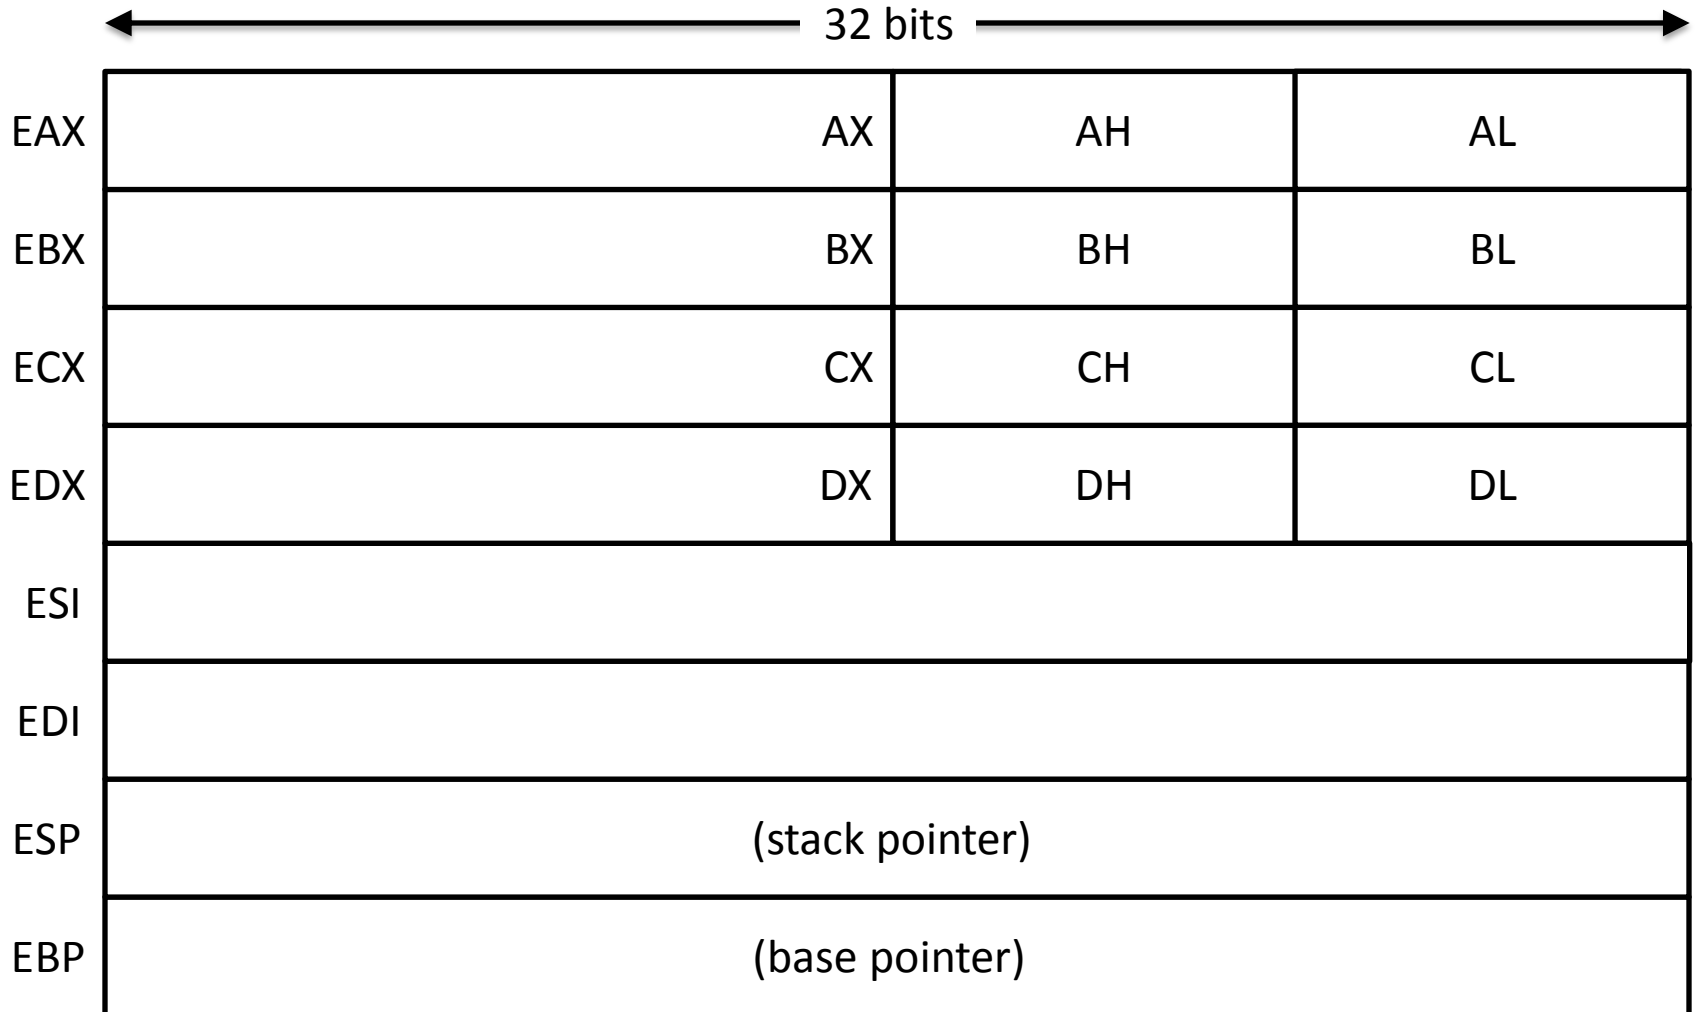 32 bits
EAX AX AH AL
EBX BX BH BL
ECX CX CH CL
EDX DX DH DL
ESI
EDI
ESP (stack pointer)
EBP (base pointer)